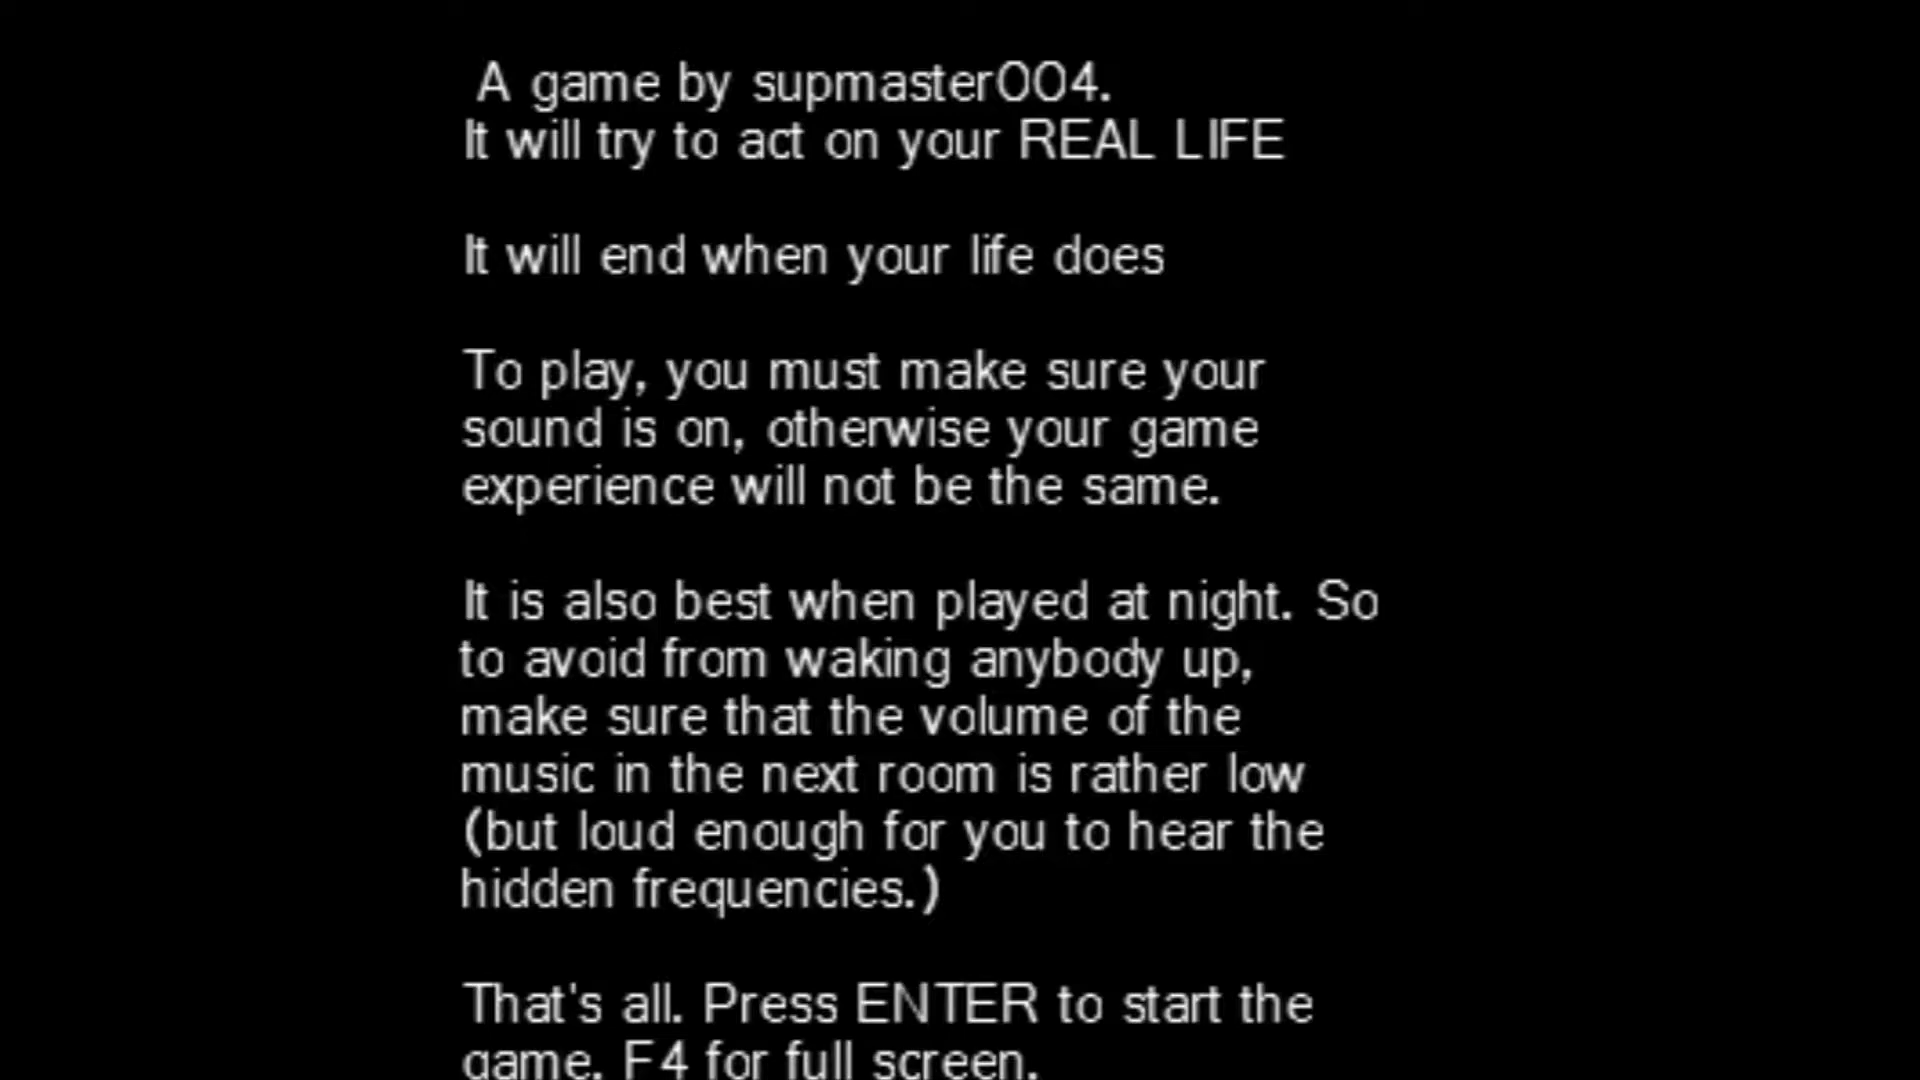 A game by supmaster004.
It will try to act on your REAL LIFE
It will end when your life does
To play, you must make sure your
sound is on, otherwise your game
experience will not be the same.
It is also best when played at night. So
to avoid from waking anybody up,
make sure that the volume of the
music in the next room is rather low
(but loud enough for you to hear the
hidden frequencies.)
That's all. Press ENTER to start the
game. F4 for full screen.